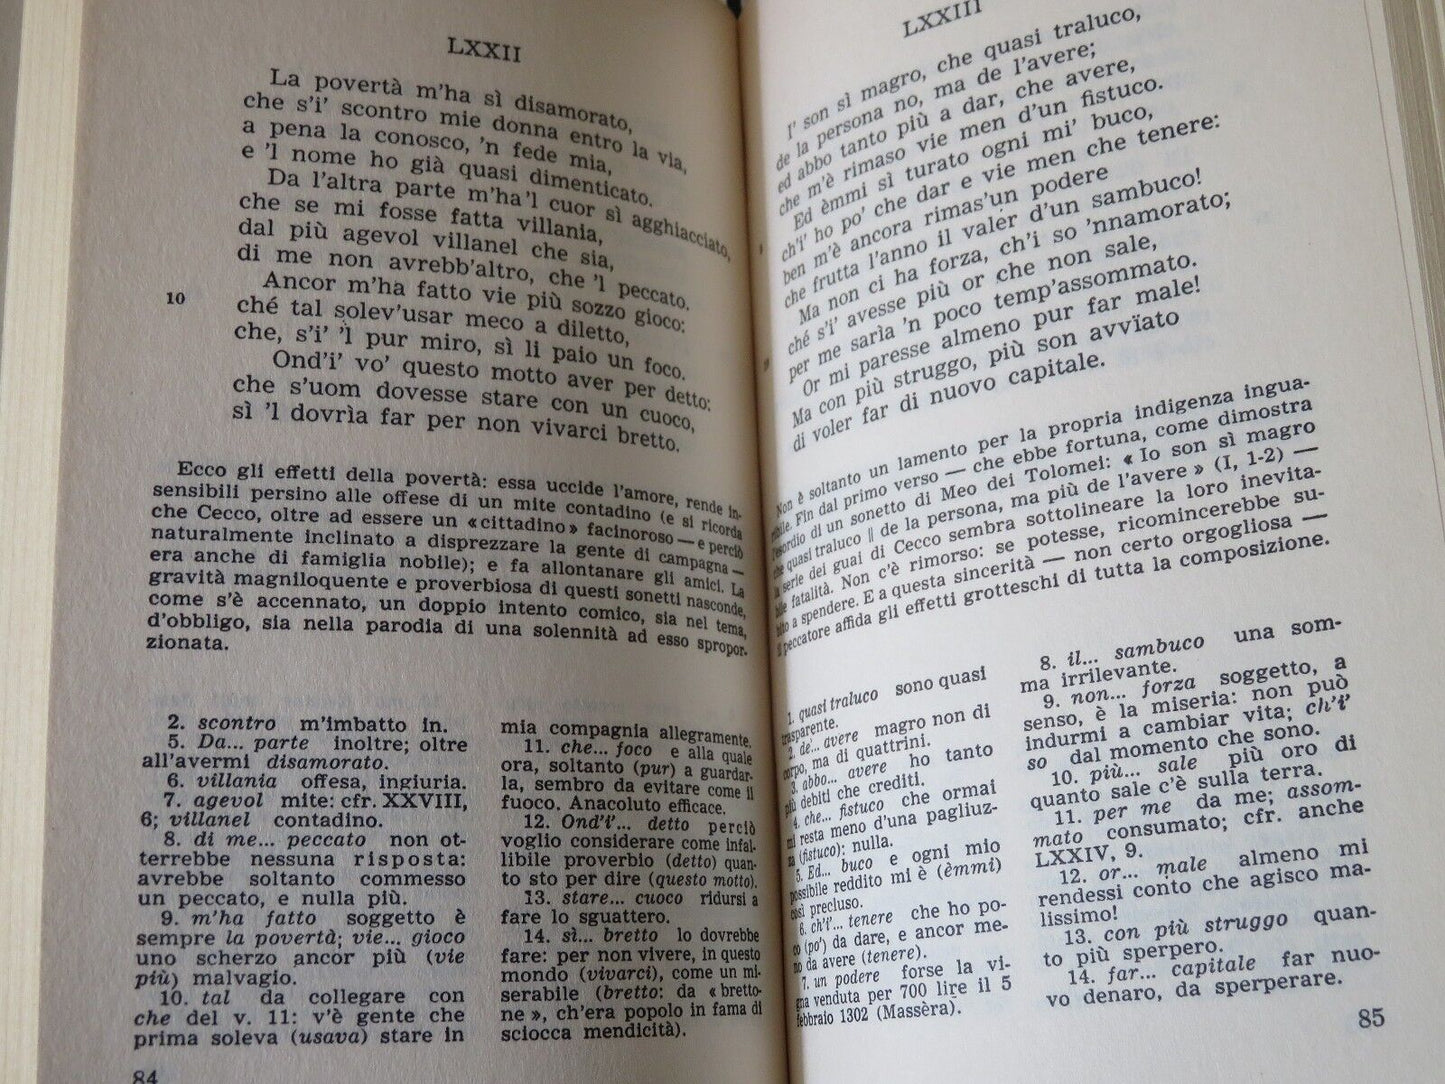 LXXII
La povertà m'ha sì disamorato,
che s'i' scontro mie donna entro la via,
a pena la conosco, 'n fede mia,
e 'l nome ho già quasi dimenticato.
Da l'altra parte m'ha 'l cuor sì agghiacciato,
che se mi fosse fatta villania,
dal più agevol villanel che sia,
di me non avrebb'altro, che 'l peccato.
Ancor m'ha fatto vie più sozzo gioco:
10
ché tal solev'usar meco a diletto,
che, s'i' 'l pur miro, sì li paio un foco.
Ond'i' vo' questo motto aver per detto:
che s'uom dovesse stare con un cuoco,
sì 'l dovrìa far per non vivarci bretto.
Ecco gli effetti della povertà: essa uccide l'amore, rende in-
sensibili persino alle offese di un mite contadino (e si ricorda
che Cecco, oltre ad essere un «cittadino» facinoroso — e perciò
naturalmente inclinato a disprezzare la gente di campagna —
era anche di famiglia nobile); e fa allontanare gli amici. La
gravità magniloquente e proverbiosa di questi sonetti nasconde,
come s'è accennato, un doppio intento comico, sia nel tema,
d'obbligo, sia nella parodia di una solennità ad esso spropor-
zionata.
2. scontro m'imbatto in.
5. Da... parte inoltre; oltre
all'avermi disamorato.
6. villania offesa, ingiuria.
7. agevol mite: cfr. XXVIII,
6; villanel contadino.
8. di me... peccato non ot-
terrebbe nessuna risposta:
avrebbe soltanto commesso
un peccato, e nulla più.
9. m'ha fatto soggetto è
sempre la povertà; vie... gioco
uno scherzo ancor più (vie
più) malvagio.
10. tal da collegare con
che del v. 11: v'è gente che
prima soleva (usava) stare in
mia compagnia allegramente.
11. che... foco e alla quale
ora, soltanto (pur) a guardar-
la, sembro da evitare come il
fuoco. Anacoluto efficace.
12. Ond'i'... detto perciò
voglio considerare come infal-
libile proverbio (detto) quan-
to sto per dire (questo motto).
13. stare... cuoco ridursi a
fare lo sguattero.
14. sì... bretto lo dovrebbe
fare: per non vivere, in questo
mondo (vivarci), come un mi-
serabile (bretto: da « bretto-
ne », ch'era popolo in fama di
sciocca mendicità).
84
LXXIII
I' son sì magro, che quasi traluco,
de la persona no, ma de l'avere;
ed abbo tanto più a dar, che avere,
che m'è rimaso vie men d'un fistuco.
Ed èmmi sì turato ogni mi' buco,
ch'i' ho po' che dar e vie men che tenere:
ben m'è ancora rimas'un podere
che frutta l'anno il valer d'un sambuco!
Ma non ci ha forza, ch'i so 'nnamorato;
ché s'i' avesse più or che non sale,
per me sarìa 'n poco temp'assommato.
Or mi paresse almeno pur far male!
Ma con più struggo, più son avvïato
di voler far di nuovo capitale.
Non è soltanto un lamento per la propria indigenza ingua-
ribile. Fin dal primo verso — che ebbe fortuna, come dimostra
l'esordio di un sonetto di Meo dei Tolomei: « Io son sì magro
che quasi traluco || de la persona, ma più de l'avere » (I, 1-2) —
la serie dei guai di Cecco sembra sottolineare la loro inevita-
bile fatalità. Non c'è rimorso: se potesse, ricomincerebbe su-
bito a spendere. E a questa sincerità — non certo orgogliosa —
il peccatore affida gli effetti grotteschi di tutta la composizione.
1. quasi traluco sono quasi
trasparente.
2. de'... avere magro non di
corpo, ma di quattrini.
3. abbo... avere ho tanto
più debiti che crediti.
4. che... fistuco che ormai
mi resta meno d'una pagliuz-
za (fistuco); nulla.
5. Ed... buco e ogni mio
possibile reddito mi è (èmmi)
così precluso.
6. ch'i'... tenere che ho po-
co (po') da dare, e ancor me-
no da avere (tenere).
7. un podere forse la vi-
gna venduta per 700 lire il 5
febbraio 1302 (Massèra).
8. il... sambuco una som-
ma irrilevante.
9. non... forza soggetto, a
senso, è la miseria: non può
indurmi a cambiar vita; ch'i'
so dal momento che sono.
10. più... sale più oro di
quanto sale c'è sulla terra.
11. per me da me; assom-
mato consumato; cfr. anche
LXXIV, 9.
12. or... male almeno mi
rendessi conto che agisco ma-
lissimo!
13. con più struggo quan-
to più sperpero.
14. far... capitale far nuo-
vo denaro, da sperperare.
85